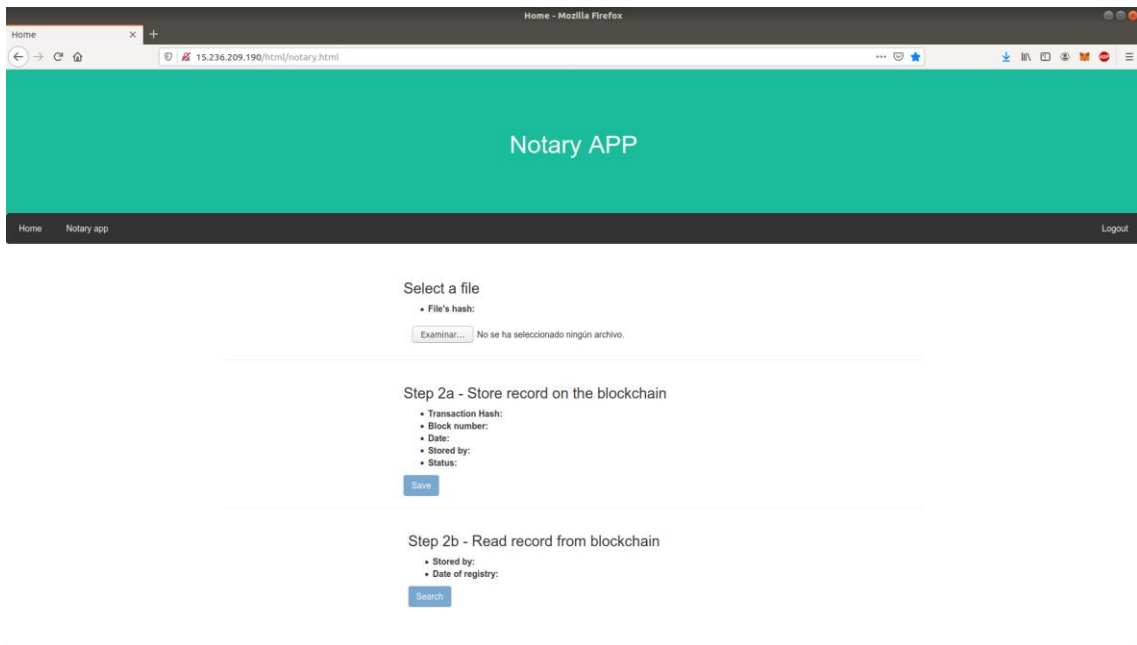 Home - Mozilla Firefox
Home
15.236.209.190/html/notary.html
Notary APP
Home Notary app Logout
Select a file
• File's hash:
Examinar... No se ha seleccionado ningún archivo.
Step 2a - Store record on the blockchain
• Transaction Hash:
• Block number:
• Date:
• Stored by:
• Status:
Save
Step 2b - Read record from blockchain
• Stored by:
• Date of registry:
Search